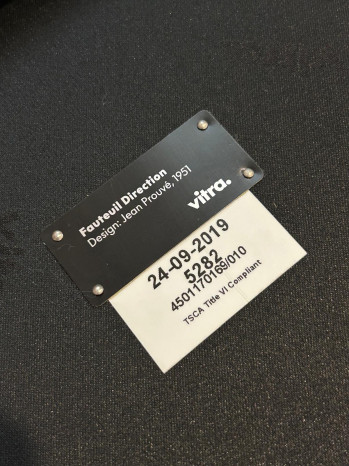 Fauteuil Direction
Design: Jean Prouvé, 1951
vitra.
24-09-2019
5282
4501170169/010
TSCA Title VI Compliant